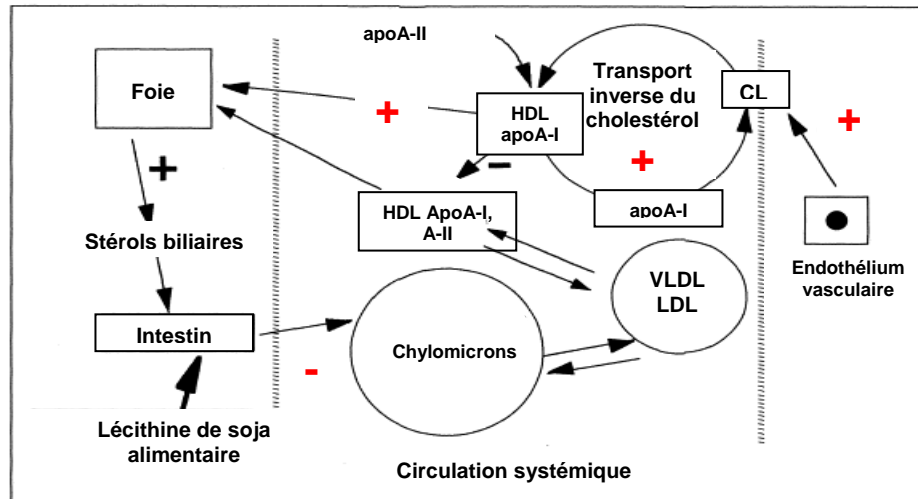 apoA-II
Foie
Transport
inverse du
cholestérol
CL
+
+
HDL
apoA-I
+
+
-
apoA-I
HDL ApoA-I,
A-II
Stérols biliaires
VLDL
LDL
Endothélium
vasculaire
Intestin
Chylomicrons
-
Lécithine de soja
alimentaire
Circulation systémique